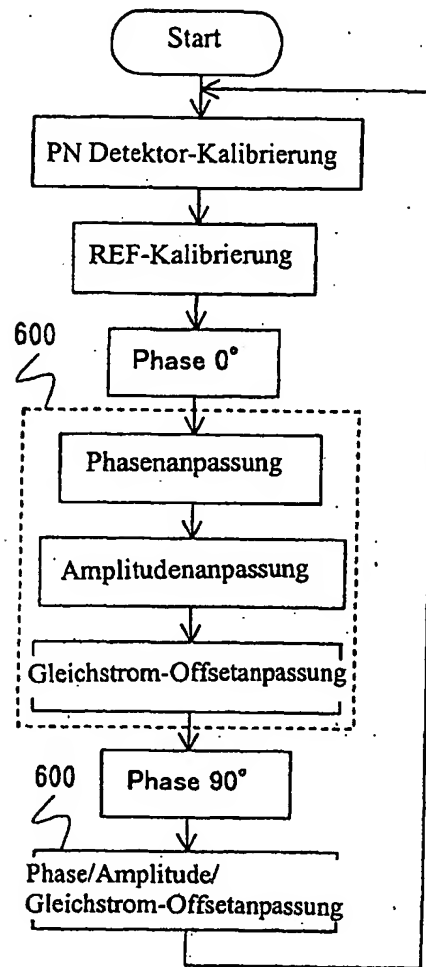 Start
PN Detektor-Kalibrierung
REF-Kalibrierung
600
Phase 0°
Phasenanpassung
Amplitudenanpassung
Gleichstrom-Offsetanpassung
600
Phase 90°
Phase/Amplitude/
Gleichstrom-Offsetanpassung